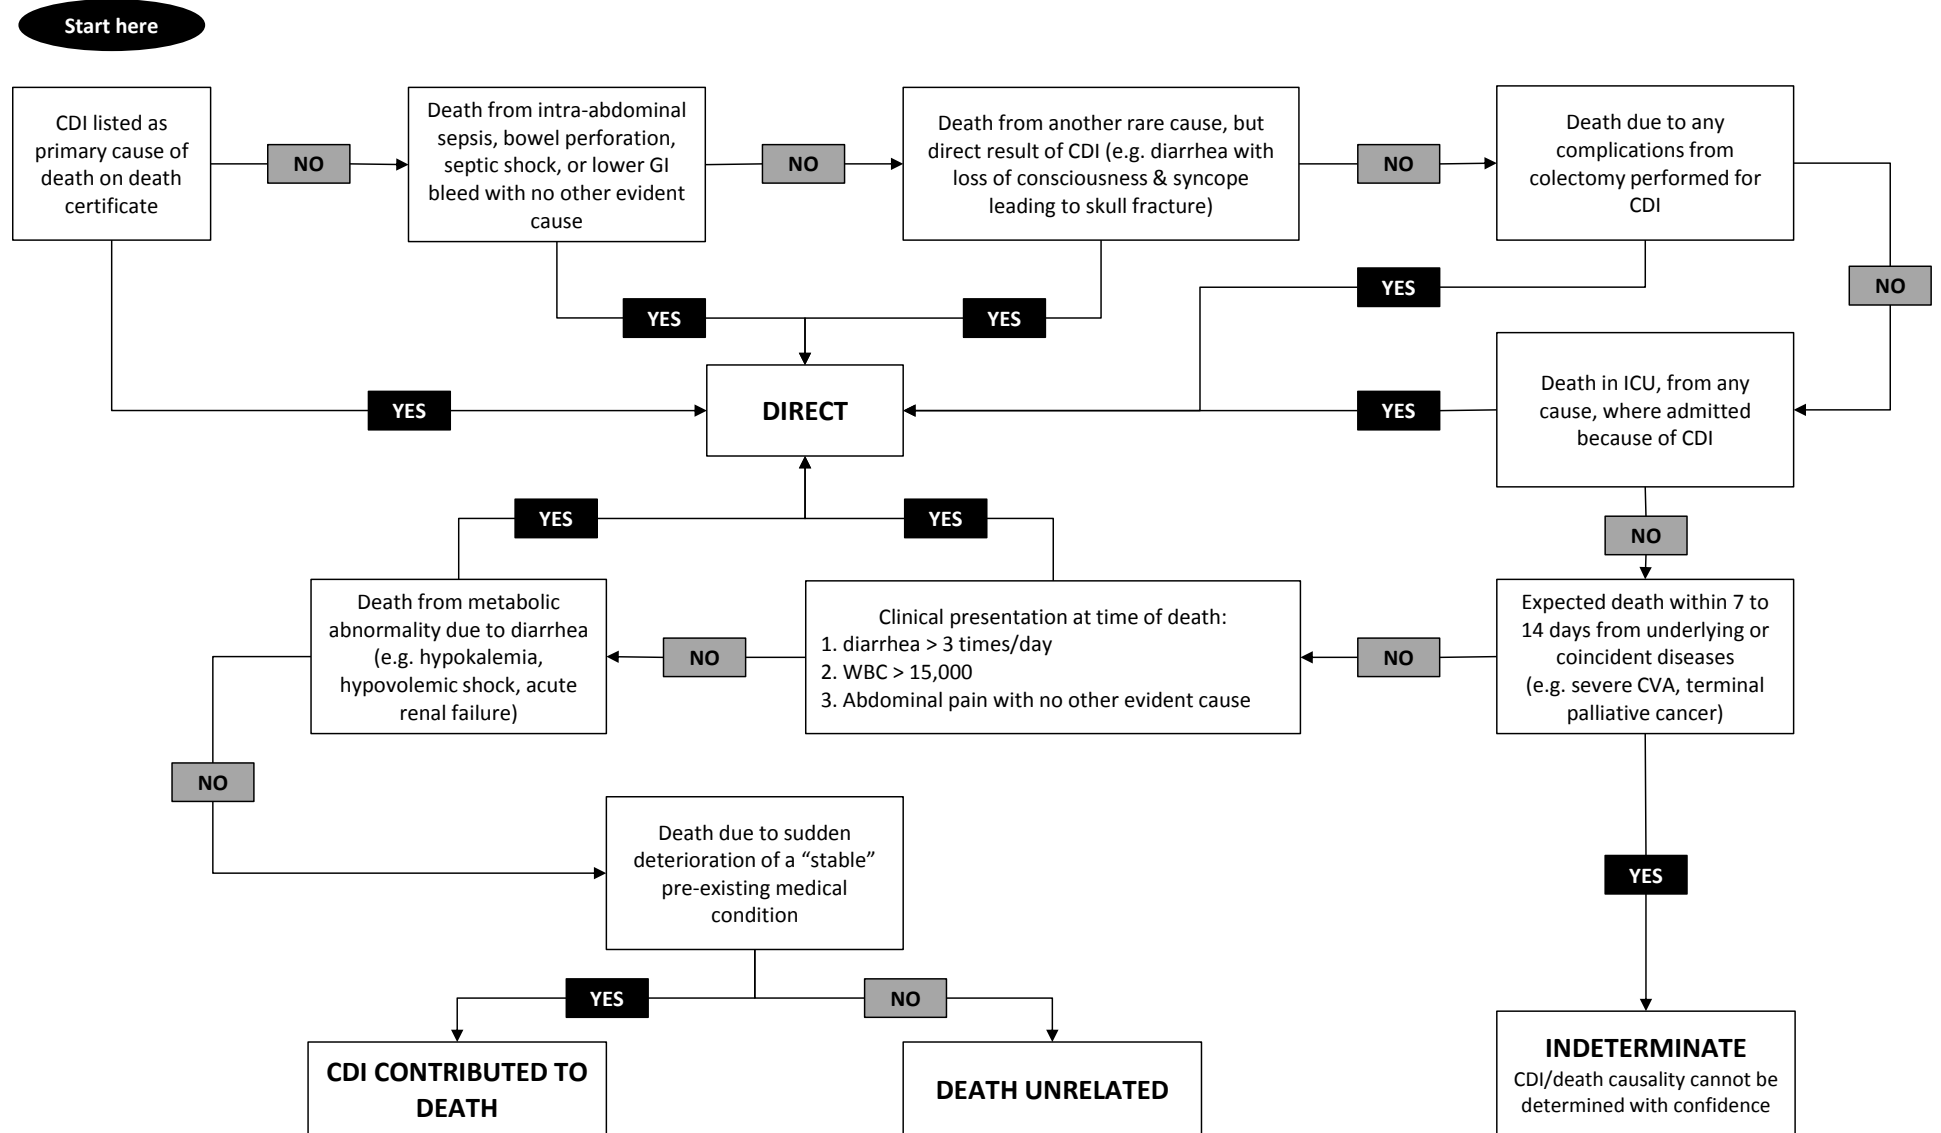 Start here
CDI listed as
primary cause of
death on death
certificate
NO
Death from intra-abdominal
sepsis, bowel perforation,
septic shock, or lower GI
bleed with no other evident
cause
NO
Death from another rare cause, but
direct result of CDI (e.g. diarrhea with
loss of consciousness & syncope
leading to skull fracture)
NO
Death due to any
complications from
colectomy performed for
CDI
NO
YES
YES
YES
YES
DIRECT
YES
Death in ICU, from any
cause, where admitted
because of CDI
NO
YES
YES
Death from metabolic
abnormality due to diarrhea
(e.g. hypokalemia,
hypovolemic shock, acute
renal failure)
NO
Clinical presentation at time of death:
1. diarrhea > 3 times/day
2. WBC > 15,000
3. Abdominal pain with no other evident cause
NO
Expected death within 7 to
14 days from underlying or
coincident diseases
(e.g. severe CVA, terminal
palliative cancer)
NO
Death due to sudden
deterioration of a “stable”
pre-existing medical
condition
YES
YES
NO
CDI CONTRIBUTED TO
DEATH
DEATH UNRELATED
INDETERMINATE
CDI/death causality cannot be
determined with confidence